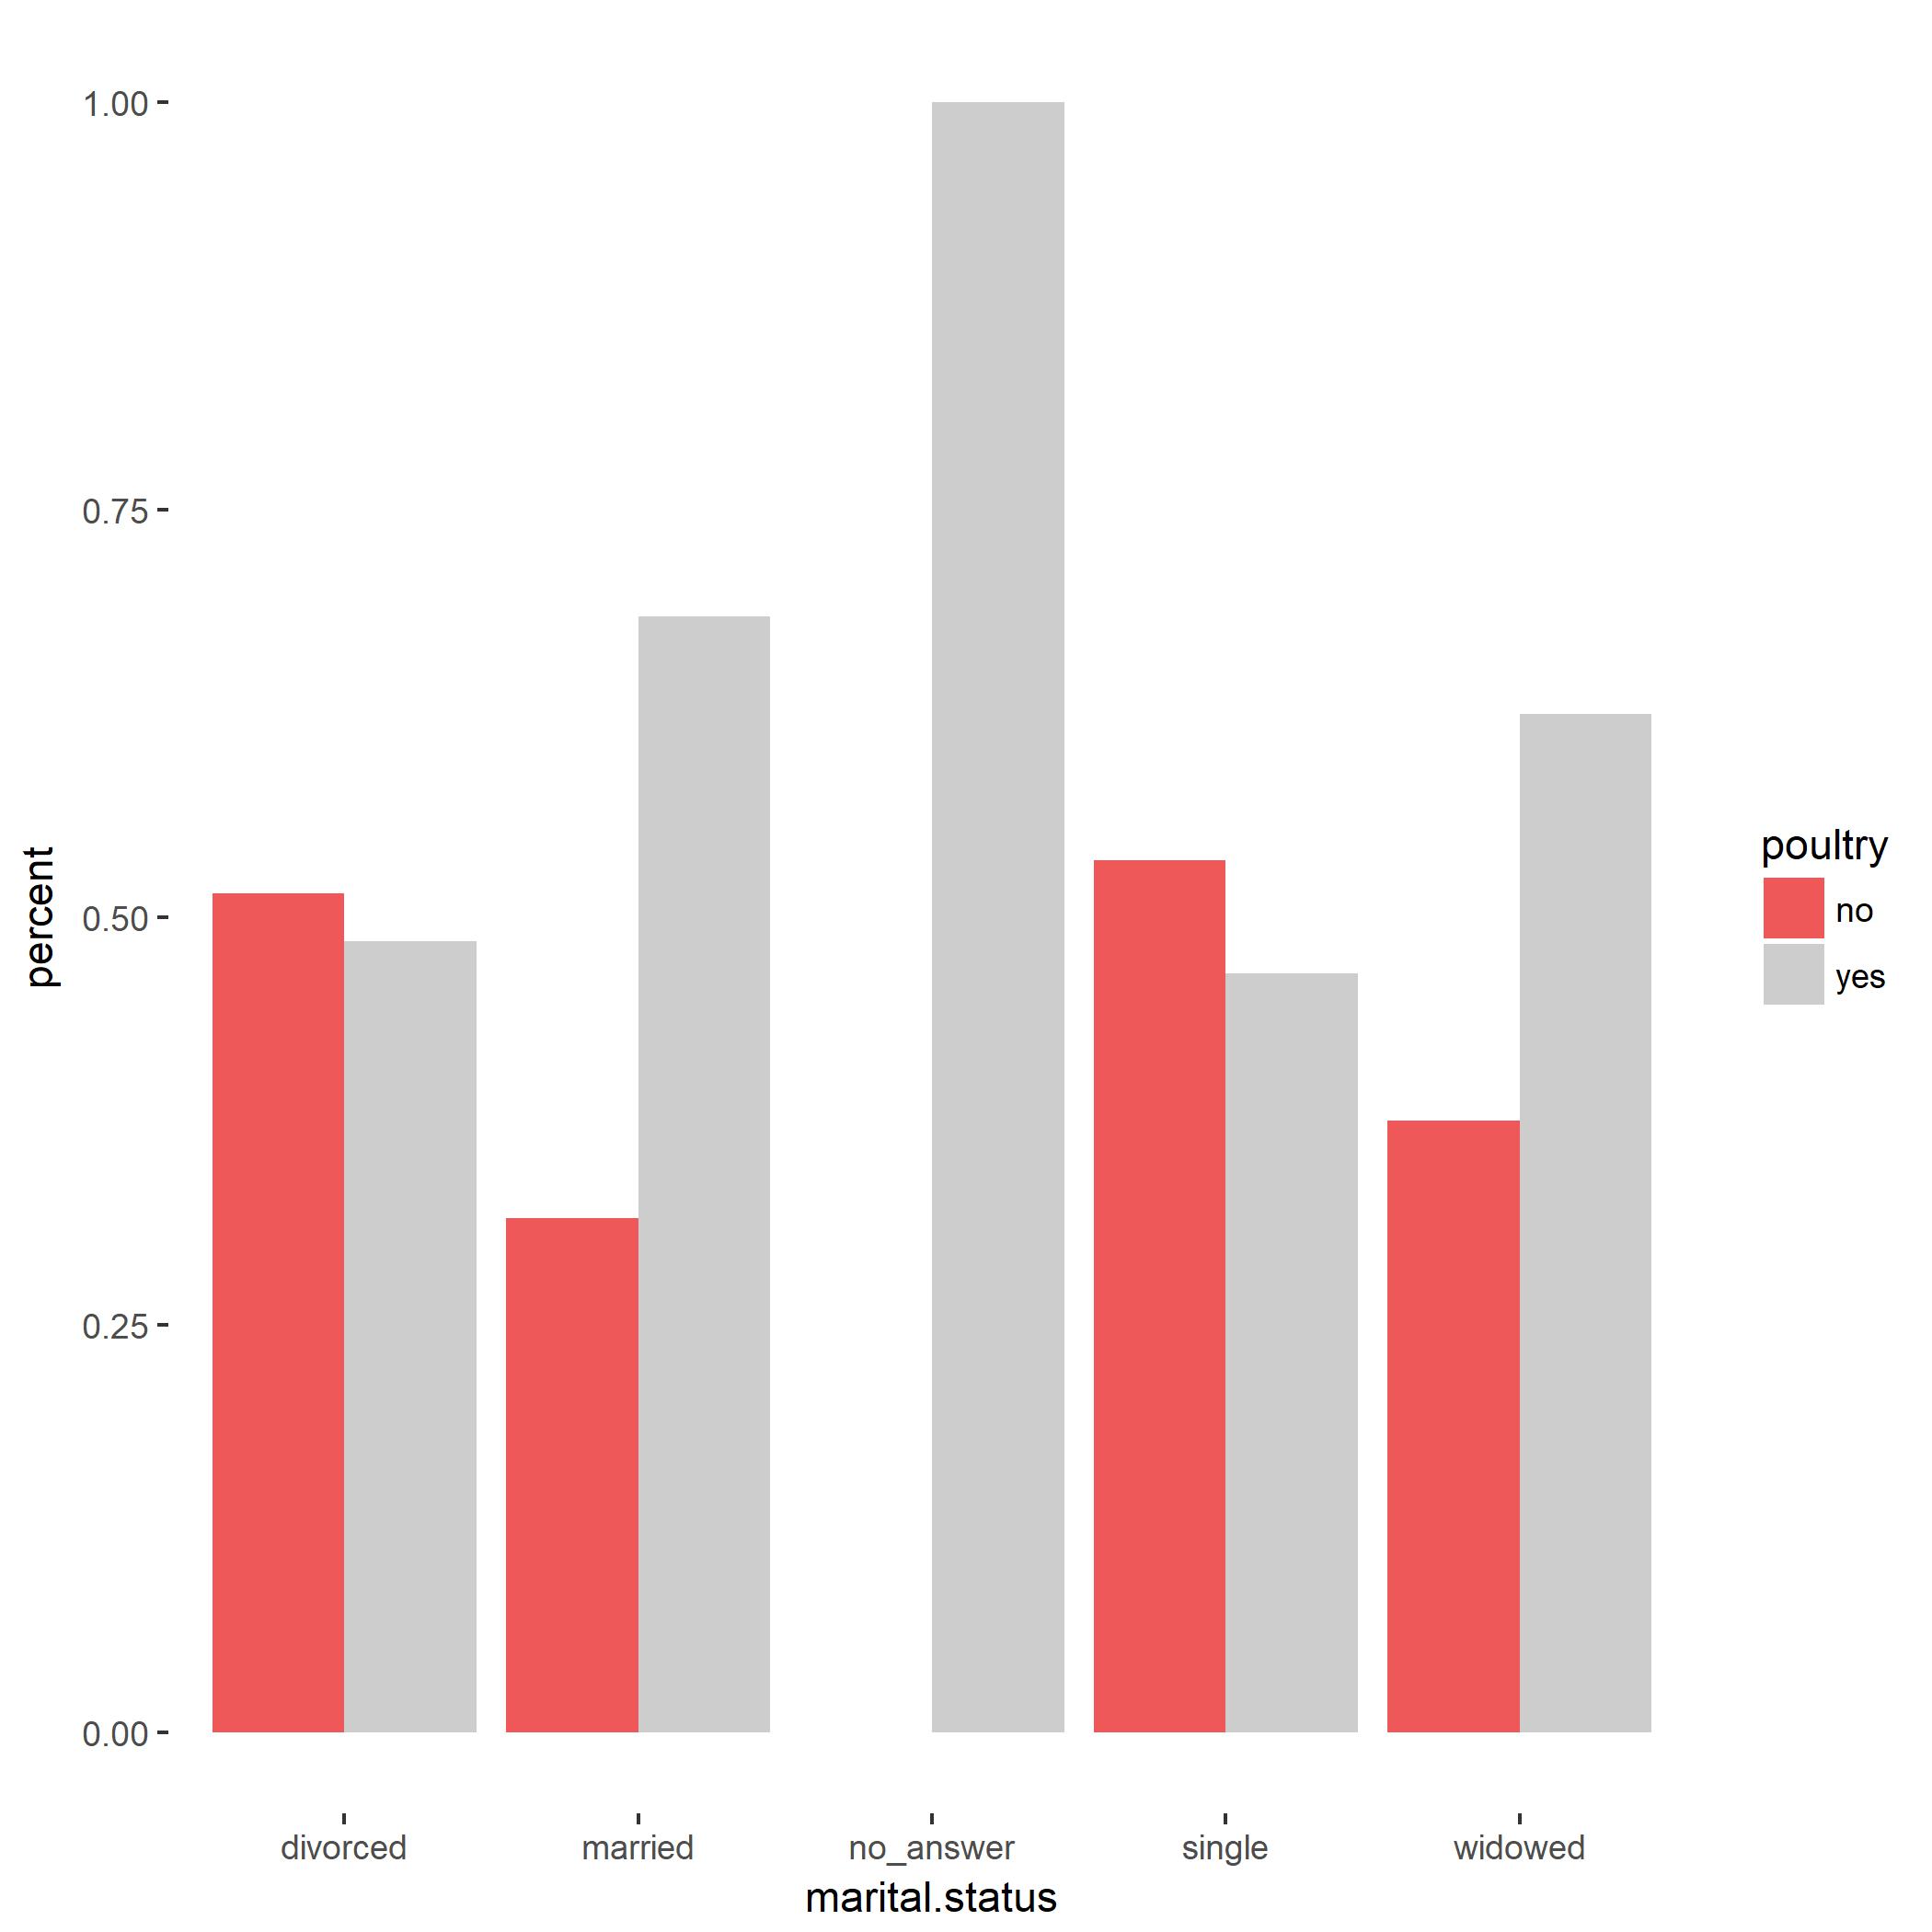 1.00
0.75
0.50
0.25
0.00
percent
divorced married no_answer single widowed
marital.status
poultry
no
yes